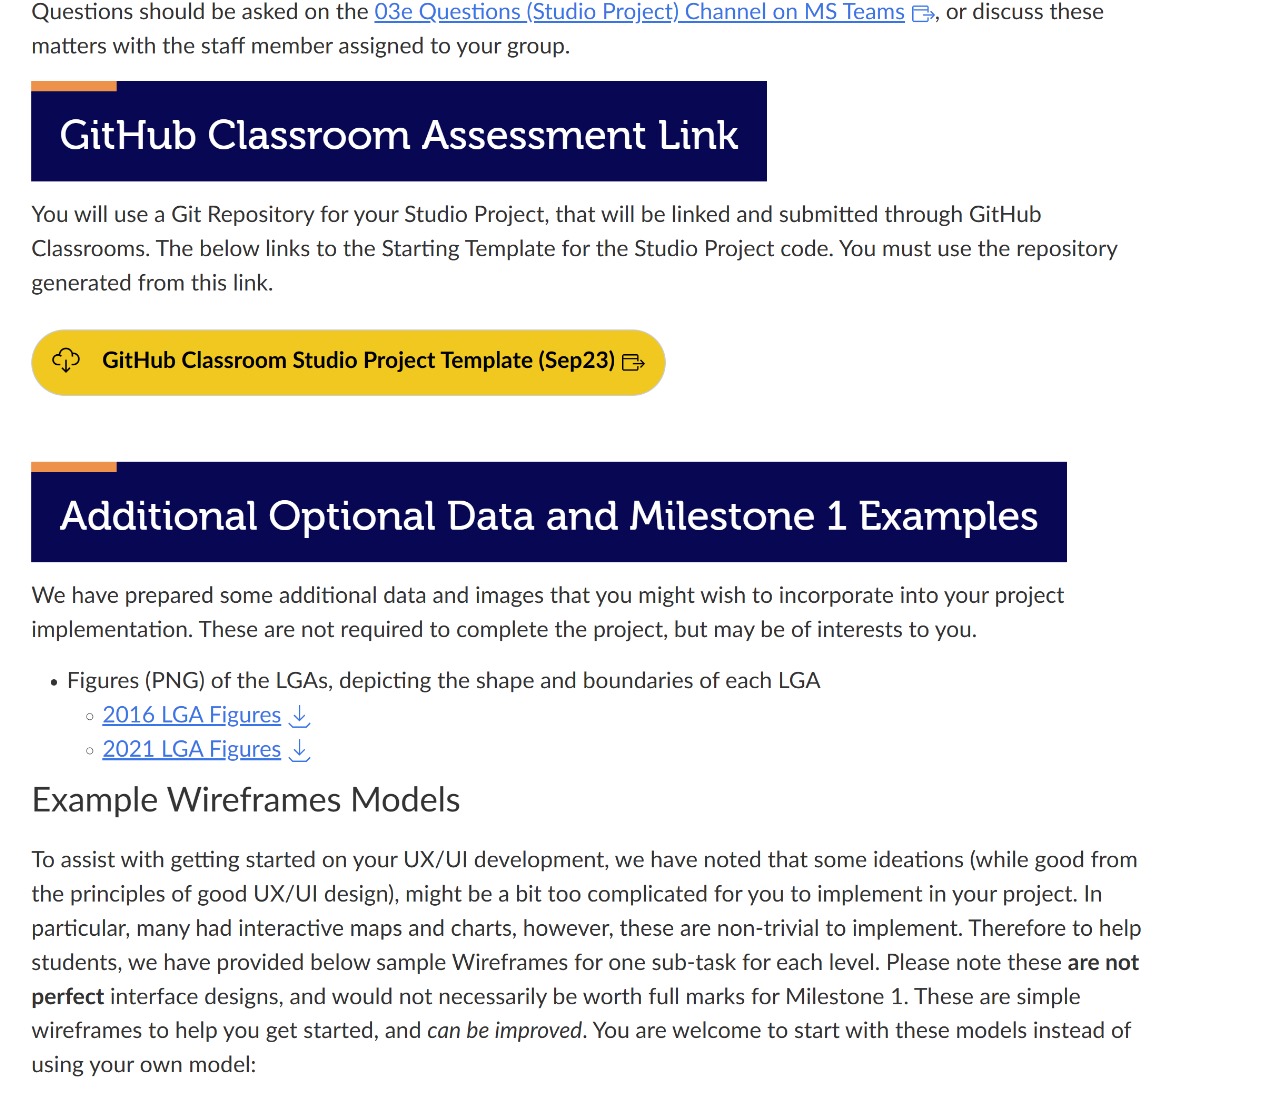 Questions should be asked on the 03e Questions (Studio Project) Channel on MS Teams, or discuss these
matters with the staff member assigned to your group.
GitHub Classroom Assessment Link
You will use a Git Repository for your Studio Project, that will be linked and submitted through GitHub
Classrooms. The below links to the Starting Template for the Studio Project code. You must use the repository
generated from this link.
GitHub Classroom Studio Project Template (Sep23)
Additional Optional Data and Milestone 1 Examples
We have prepared some additional data and images that you might wish to incorporate into your project
implementation. These are not required to complete the project, but may be of interests to you.
• Figures (PNG) of the LGAs, depicting the shape and boundaries of each LGA
◦ 2016 LGA Figures
◦ 2021 LGA Figures
Example Wireframes Models
To assist with getting started on your UX/UI development, we have noted that some ideations (while good from
the principles of good UX/UI design), might be a bit too complicated for you to implement in your project. In
particular, many had interactive maps and charts, however, these are non-trivial to implement. Therefore to help
students, we have provided below sample Wireframes for one sub-task for each level. Please note these are not
perfect interface designs, and would not necessarily be worth full marks for Milestone 1. These are simple
wireframes to help you get started, and can be improved. You are welcome to start with these models instead of
using your own model: